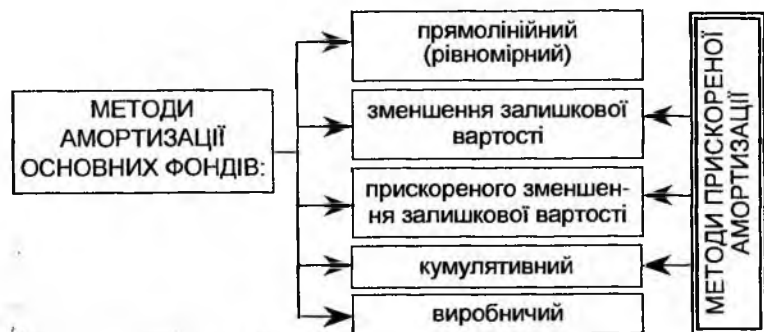 МЕТОДИ
АМОРТИЗАЦІЇ
ОСНОВНИХ ФОНДІВ:
прямолінійний
(рівномірний)
зменшення залишкової
вартості
прискореного зменшен-
ня залишкової вартості
кумулятивний
виробничий
МЕТОДИ ПРИСКОРЕНОЇ
АМОРТИЗАЦІЇ